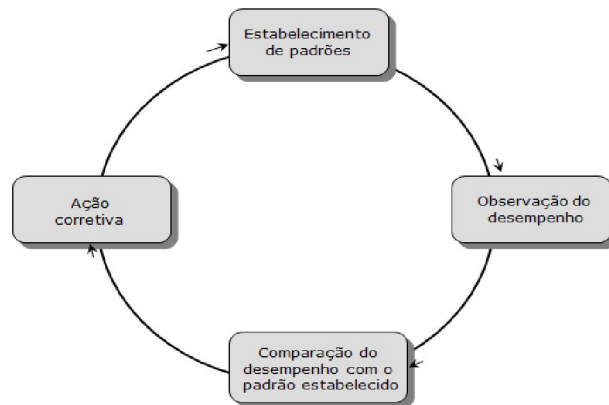 Estabelecimento
de padrões
Observação do
desempenho
Comparação do
desempenho com o
padrão estabelecido
Ação
corretiva